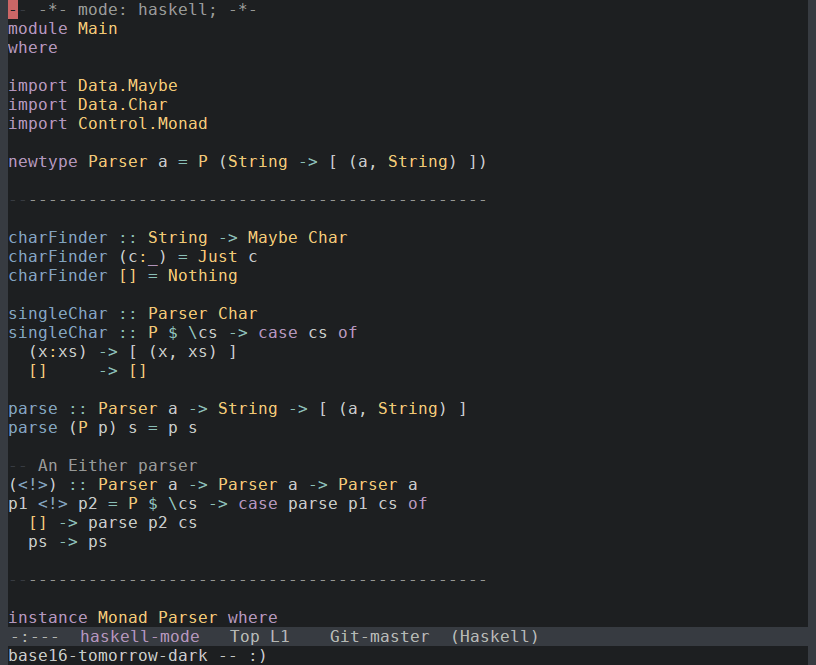 -- -*- mode: haskell; -*-
module Main
where
import Data.Maybe
import Data.Char
import Control.Monad
newtype Parser a = P (String -> [ (a, String) ])
------------------------------------------------
charFinder :: String -> Maybe Char
charFinder (c:_) = Just c
charFinder [] = Nothing
singleChar :: Parser Char
singleChar :: P $ \cs -> case cs of
  (x:xs) -> [ (x, xs) ]
  []     -> []
parse :: Parser a -> String -> [ (a, String) ]
parse (P p) s = p s
-- An Either parser
(<!>) :: Parser a -> Parser a -> Parser a
p1 <!> p2 = P $ \cs -> case parse p1 cs of
  [] -> parse p2 cs
  ps -> ps
------------------------------------------------
instance Monad Parser where
-:---  haskell-mode   Top L1    Git-master  (Haskell)
base16-tomorrow-dark -- :)